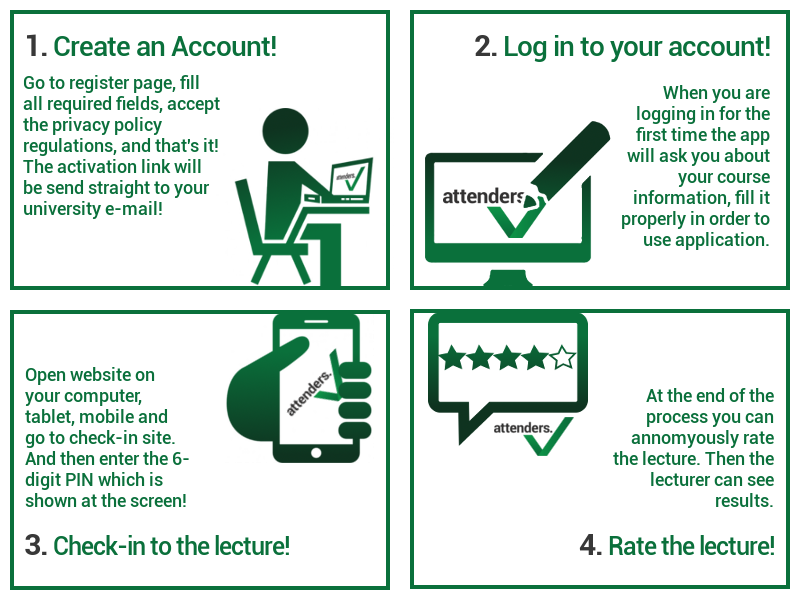 1. Create an Account!
Go to register page, fill
all required fields, accept
the privacy policy
regulations, and that's it!
The activation link will
be send straight to your
university e-mail!
attenders.
2. Log in to your account!
When you are
logging in for the
first time the app
will ask you about
your course
information, fill it
properly in order to
use application.
attenders
Open website on
your computer,
tablet, mobile and
go to check-in site.
And then enter the 6-
digit PIN which is
shown at the screen!
attenders.
3. Check-in to the lecture!
attenders.
At the end of the
process you can
annomyously rate
the lecture. Then the
lecturer can see
results.
4. Rate the lecture!